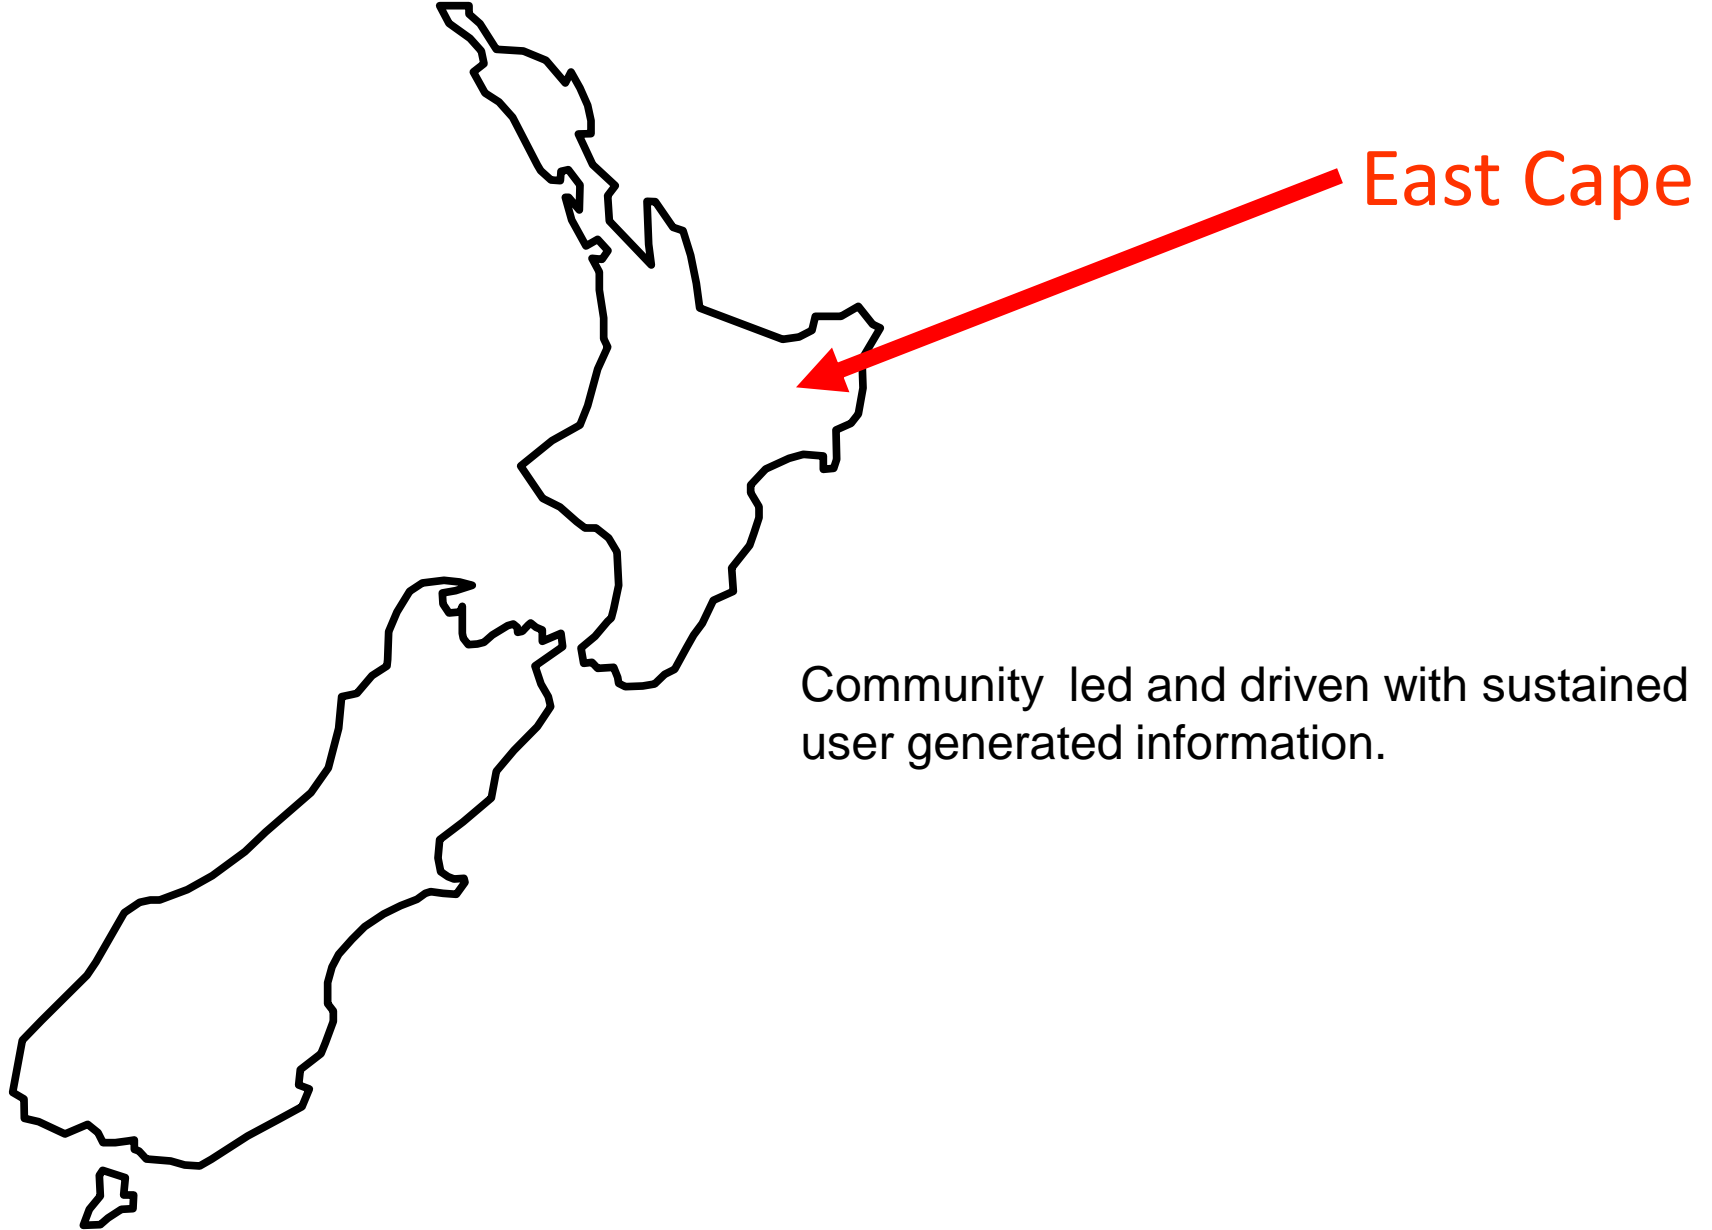 East Cape
Community  led and driven with sustained
user generated information.